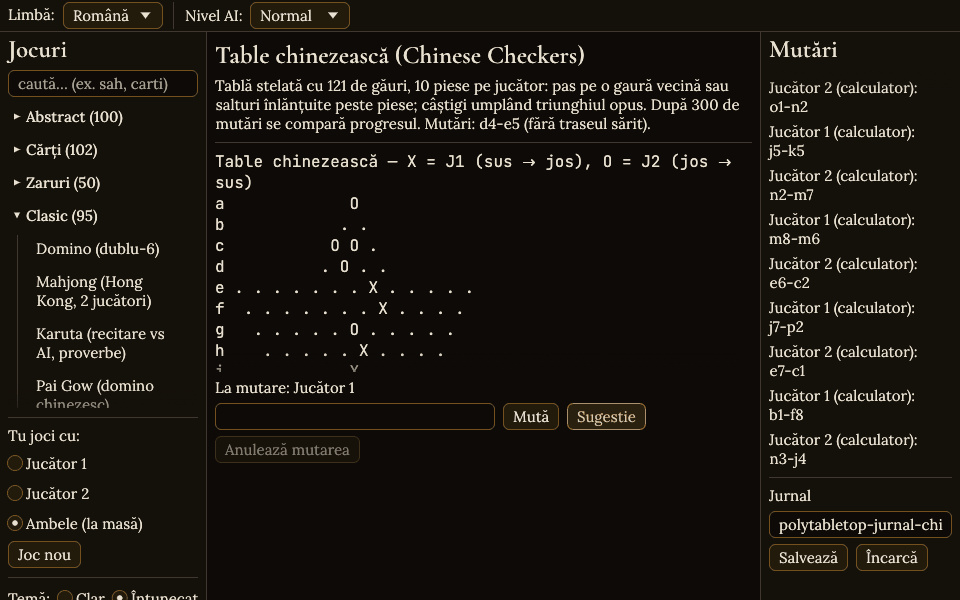 Limbă: Română ▼ Nivel AI: Normal ▼
Jocuri
caută... (ex. sah, carti)
▸ Abstract (100)
▸ Cărți (102)
▸ Zaruri (50)
▾ Clasic (95)
Domino (dublu-6)
Mahjong (Hong
Kong, 2 jucători)
Karuta (recitare vs
AI, proverbe)
Pai Gow (domino
chinezesc)
Tu joci cu:
Jucător 1
Jucător 2
Ambele (la masă)
Joc nou
Temă: Clar Întunecat
Table chinezească (Chinese Checkers)
Tablă stelată cu 121 de găuri, 10 piese pe jucător: pas pe o gaură vecină sau
salturi înlănțuite peste piese; câștigi umplând triunghiul opus. După 300 de
mutări se compară progresul. Mutări: d4-e5 (fără traseul sărit).
Table chinezească — X = J1 (sus → jos), O = J2 (jos →
sus)
a O
b . .
c O O .
d . O . .
e . . . . . . . X . . . . .
f . . . . . . . X . . . .
g . . . . . O . . . . .
h . . . . . X . . . .
La mutare: Jucător 1
Mută Sugestie
Anulează mutarea
Mutări
Jucător 2 (calculator):
o1-n2
Jucător 1 (calculator):
j5-k5
Jucător 2 (calculator):
n2-m7
Jucător 1 (calculator):
m8-m6
Jucător 2 (calculator):
e6-c2
Jucător 1 (calculator):
j7-p2
Jucător 2 (calculator):
e7-c1
Jucător 1 (calculator):
b1-f8
Jucător 2 (calculator):
n3-j4
Jurnal
polytabletop-jurnal-chi
Salvează Încarcă